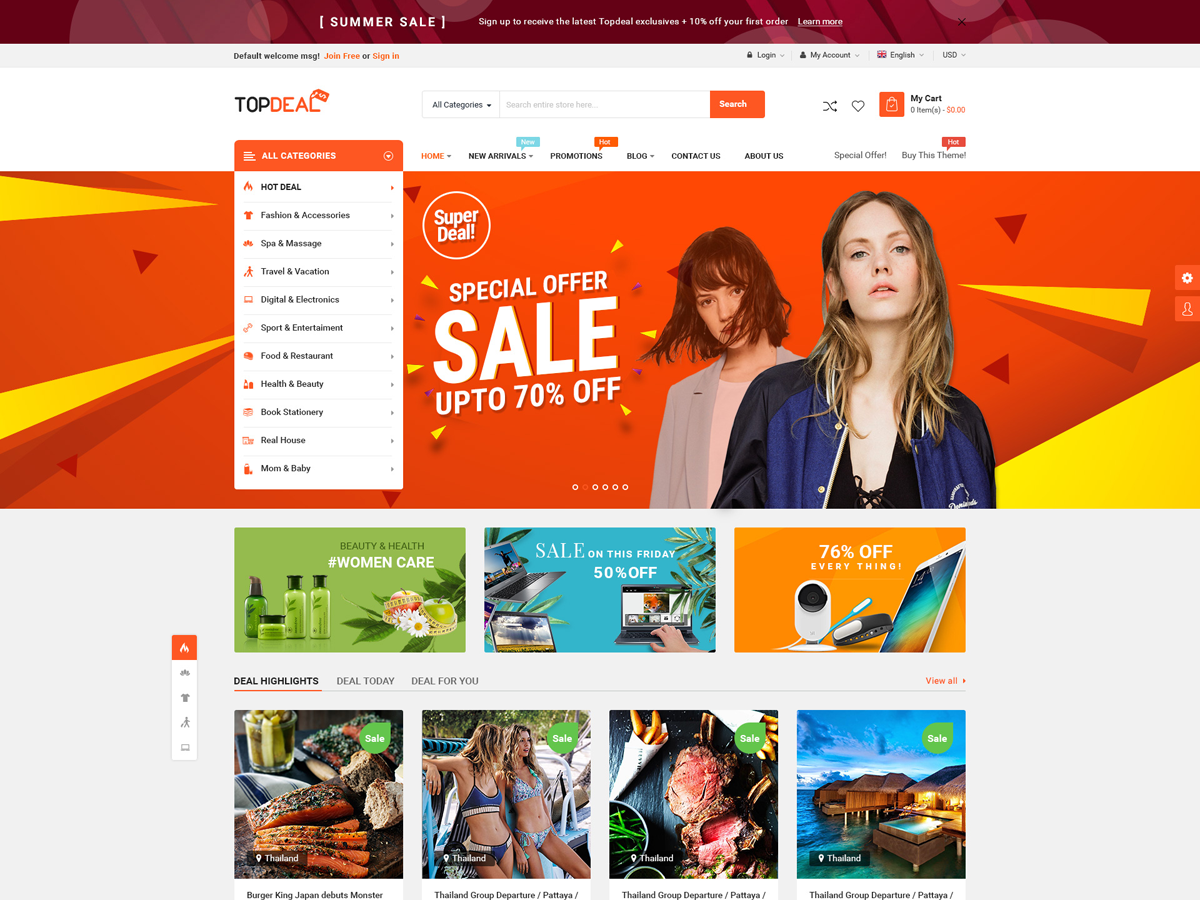 [ SUMMER SALE ] Sign up to receive the latest Topdeal exclusives + 10% off your first order Learn more
Default welcome msg! Join Free or Sign in
Login
My Account
English
USD
TOPDEAL
All Categories
Search entire store here...
Search
My Cart
0 Item(s) - $0.00
ALL CATEGORIES
New
Hot
Hot
HOME
NEW ARRIVALS
PROMOTIONS
BLOG
CONTACT US
ABOUT US
Special Offer!
Buy This Theme!
HOT DEAL
Fashion & Accessories
Spa & Massage
Travel & Vacation
Digital & Electronics
Sport & Entertaiment
Food & Restaurant
Health & Beauty
Book Stationery
Real House
Mom & Baby
Super
Deal!
SPECIAL OFFER
SALE
UPTO 70% OFF
BEAUTY & HEALTH
#WOMEN CARE
SALE ON THIS FRIDAY
50%OFF
76% OFF
EVERY THING!
DEAL HIGHLIGHTS
DEAL TODAY
DEAL FOR YOU
View all
Sale
Sale
Sale
Sale
Thailand
Thailand
Thailand
Thailand
Burger King Japan debuts Monster
Thailand Group Departure / Pattaya /
Thailand Group Departure / Pattaya /
Thailand Group Departure / Pattaya /